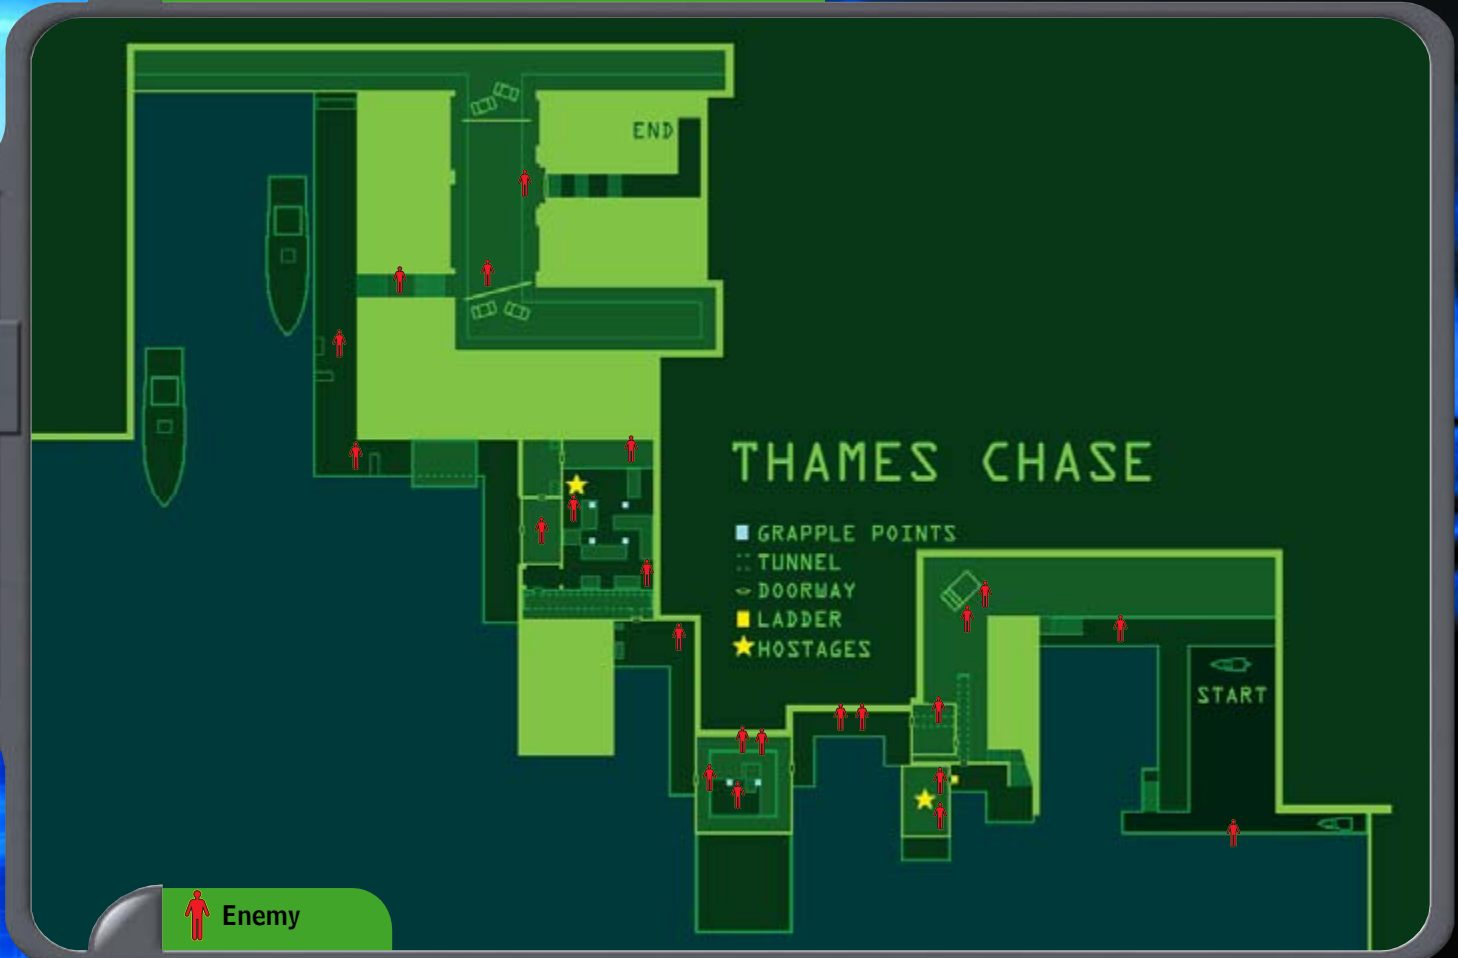 END
THAMES CHASE
GRAPPLE POINTS
TUNNEL
DOORWAY
LADDER
HOSTAGES
START
Enemy